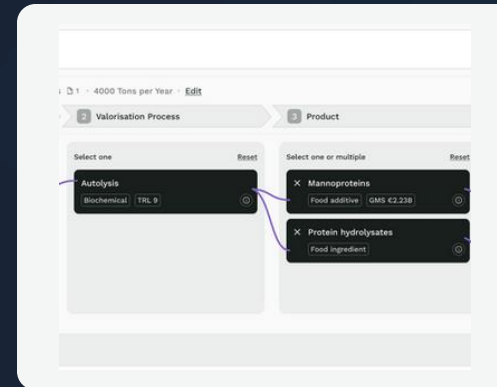 1 · 4000 Tons per Year · Edit
2 Valorisation Process
3 Product
Select one Reset
Autolysis
Biochemical TRL 9
Select one or multiple Reset
Mannoproteins
Food additive GMS €2.23B
Protein hydrolysates
Food ingredient